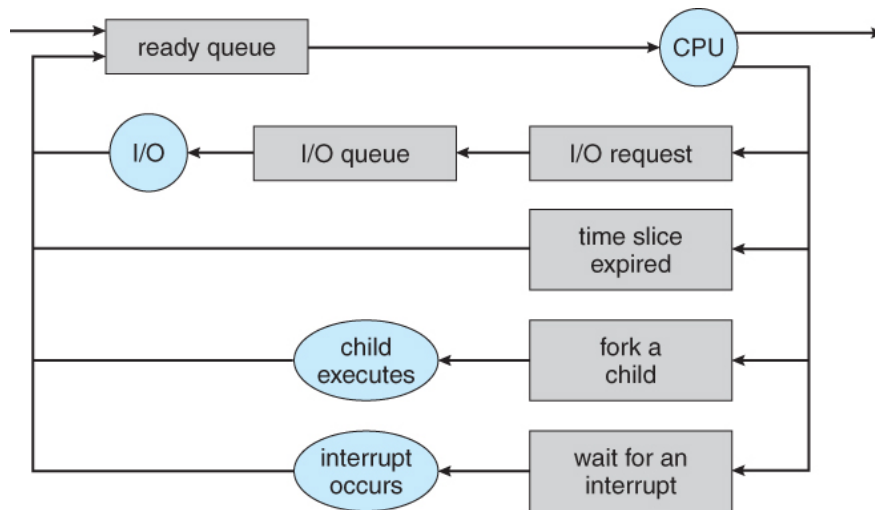 ready queue
CPU
I/O
I/O queue
I/O request
time slice
expired
child
executes
fork a
child
interrupt
occurs
wait for an
interrupt